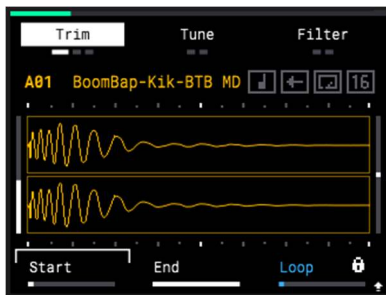 Trim Tune Filter
A01 BoomBap-Kik-BTB MD 16
Start End Loop